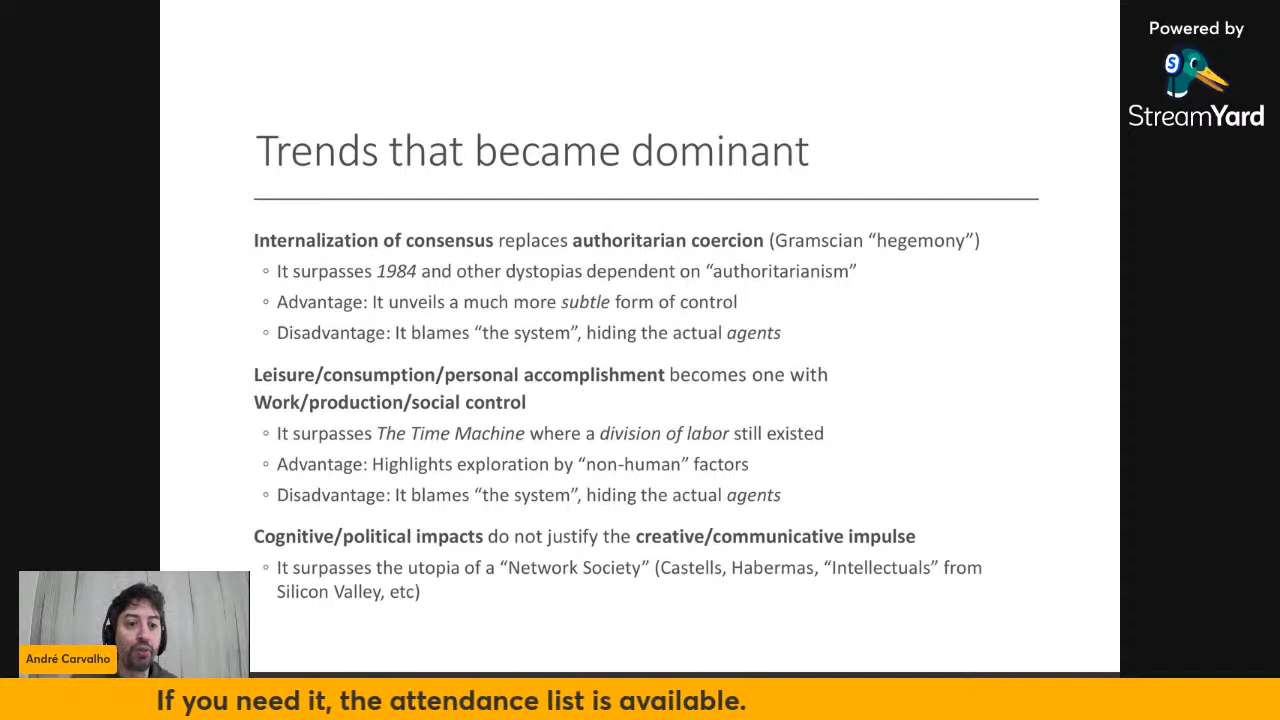 Powered by
S
StreamYard
Trends that became dominant
Internalization of consensus replaces authoritarian coercion (Gramscian “hegemony”)
◦ It surpasses 1984 and other dystopias dependent on “authoritarianism”
◦ Advantage: It unveils a much more subtle form of control
◦ Disadvantage: It blames “the system”, hiding the actual agents
Leisure/consumption/personal accomplishment becomes one with
Work/production/social control
◦ It surpasses The Time Machine where a division of labor still existed
◦ Advantage: Highlights exploration by “non-human” factors
◦ Disadvantage: It blames “the system”, hiding the actual agents
Cognitive/political impacts do not justify the creative/communicative impulse
◦ It surpasses the utopia of a “Network Society” (Castells, Habermas, “Intellectuals” from
Silicon Valley, etc)
André Carvalho
If you need it, the attendance list is available.